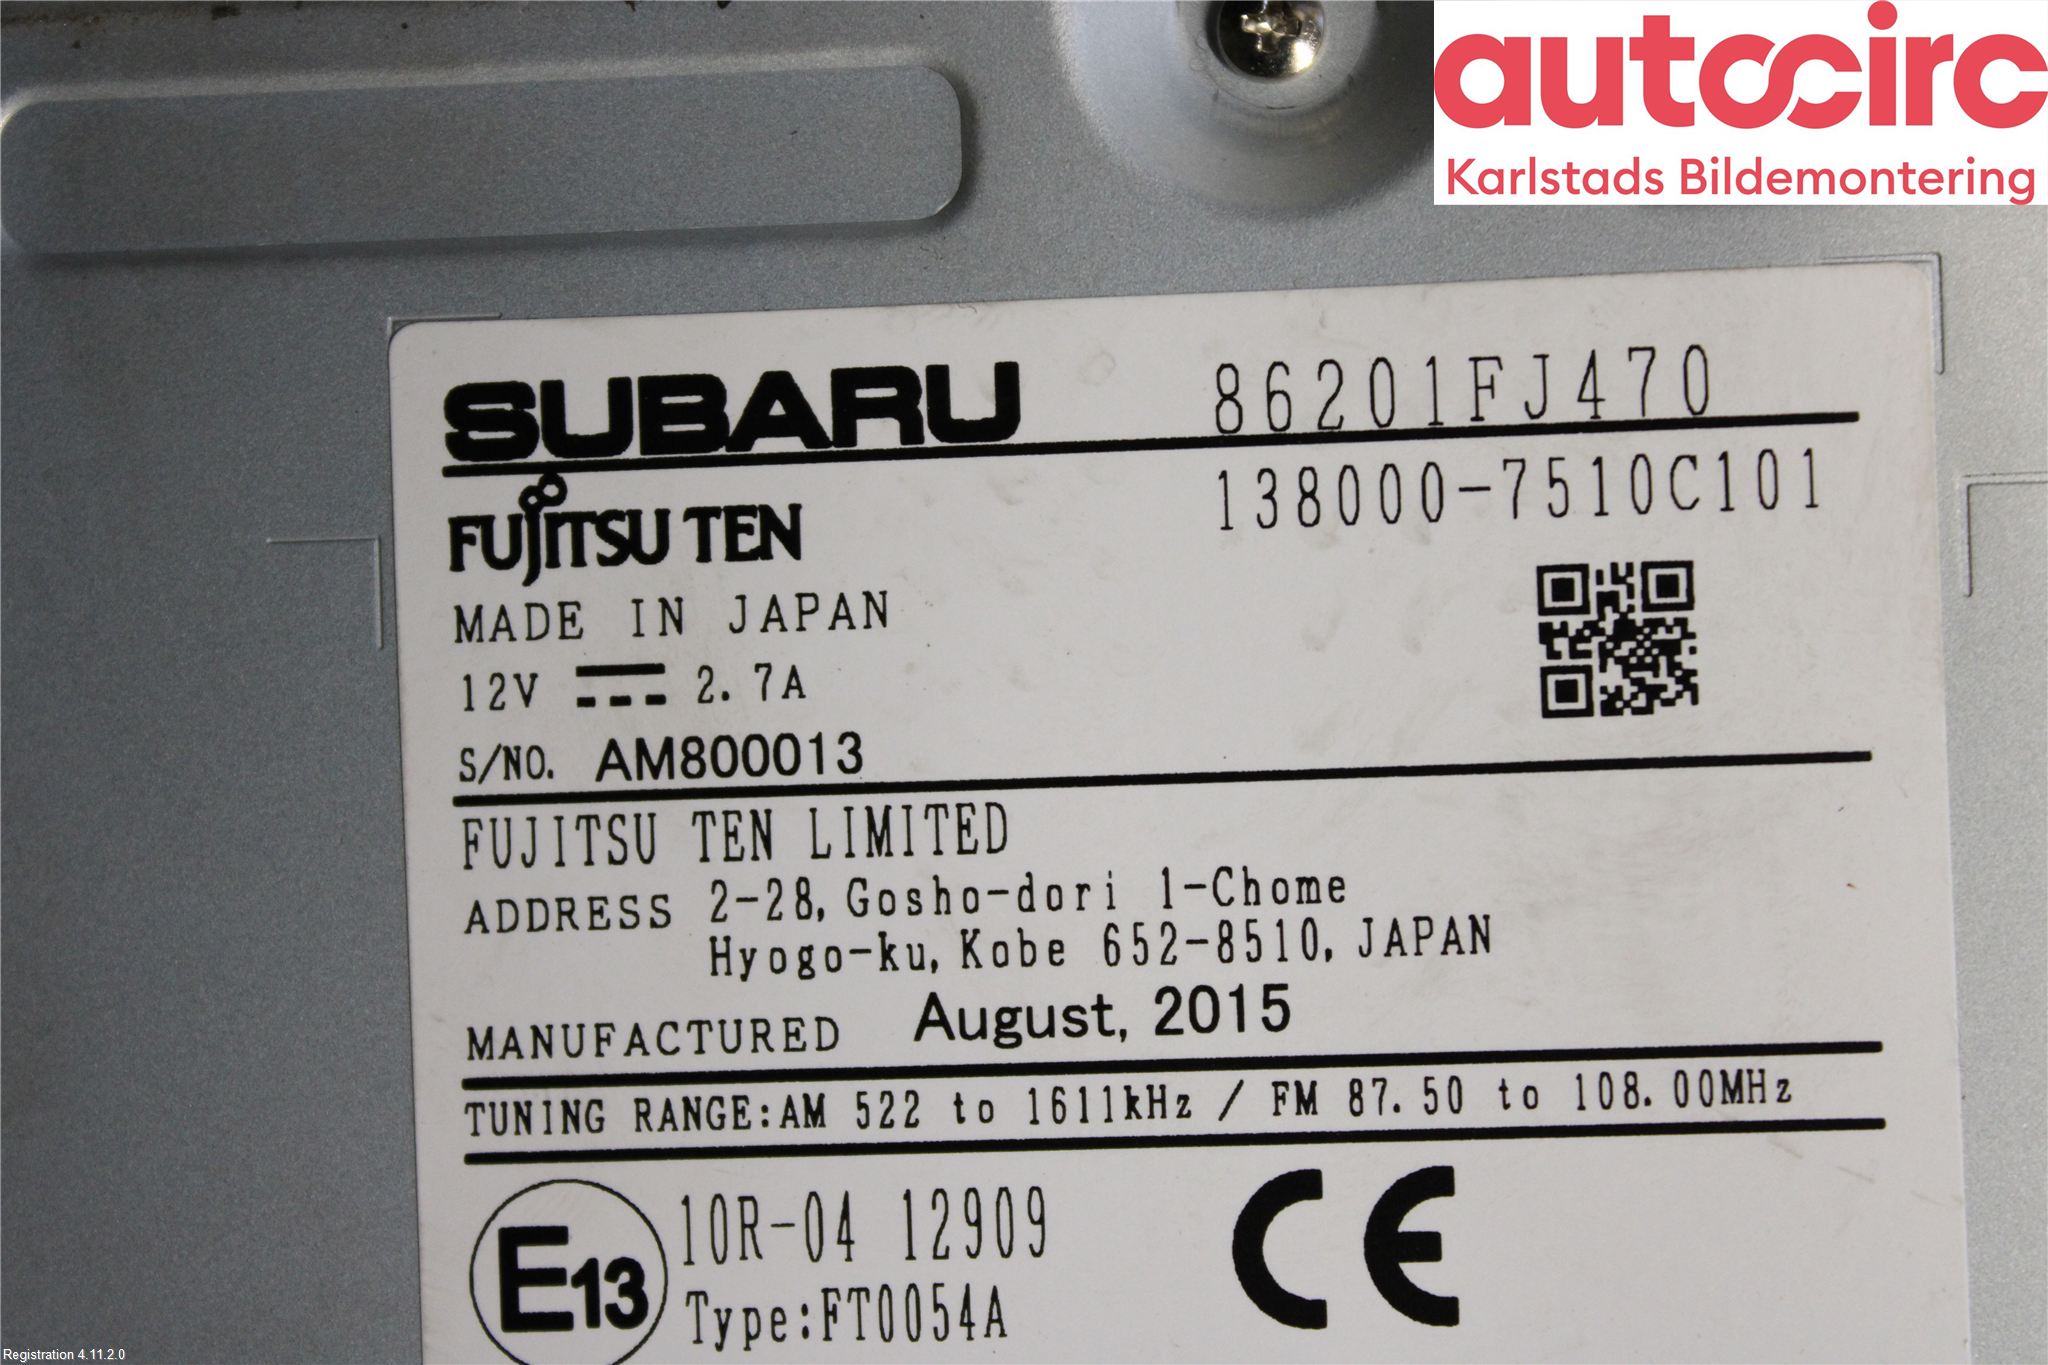 autocirc
Karlstads Bildemontering
SUBARU 86201FJ470
FUJITSU TEN 138000-7510C101
MADE IN JAPAN
12V 2.7A
S/NO. AM800013
FUJITSU TEN LIMITED
ADDRESS 2-28, Gosho-dori 1-Chome
Hyogo-ku, Kobe 652-8510, JAPAN
MANUFACTURED August, 2015
TUNING RANGE:AM 522 to 1611kHz / FM 87.50 to 108.00MHz
E13 10R-04 12909 CE
Type:FT0054A
Registration 4.11.2.0